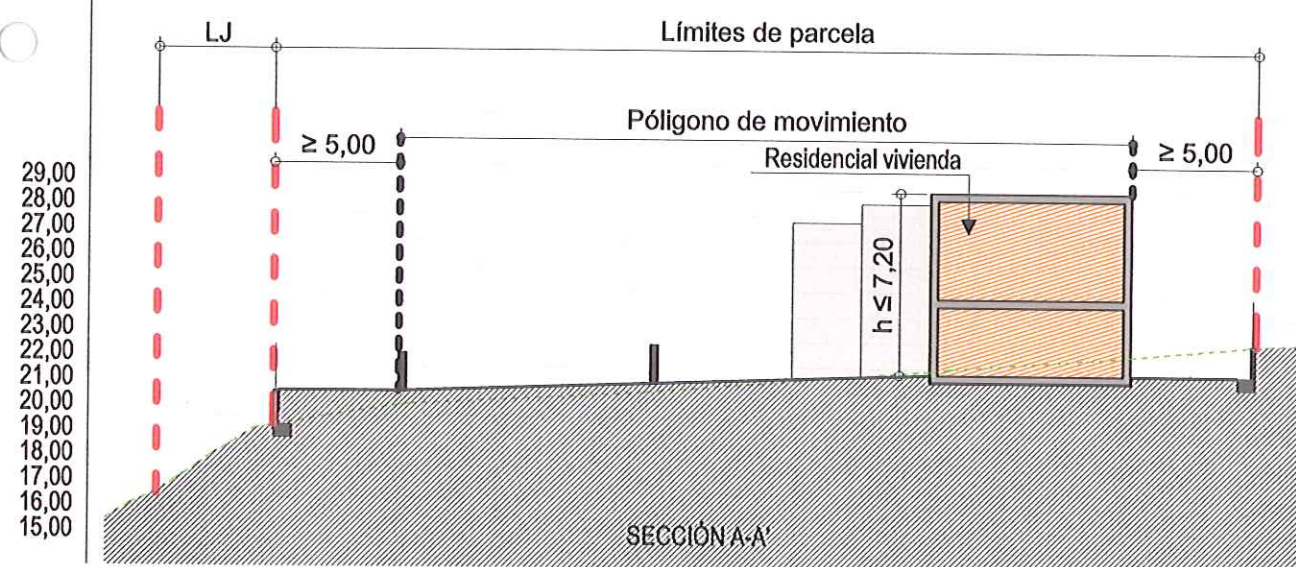 LJ
Límites de parcela
Póligono de movimiento
≥ 5,00
≥ 5,00
Residencial vivienda
h ≤ 7,20
29,00
28,00
27,00
26,00
25,00
24,00
23,00
22,00
21,00
20,00
19,00
18,00
17,00
16,00
15,00
SECCIÓN A-A'